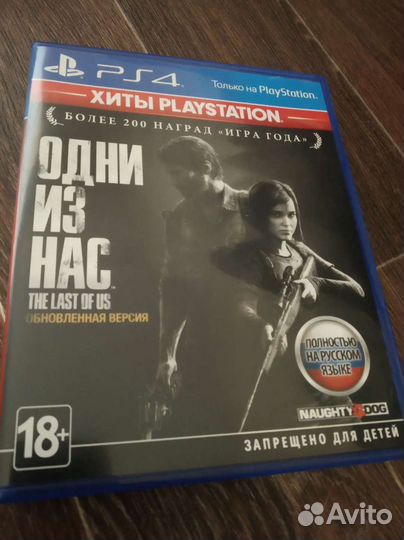 PS4
Только на PlayStation.
ХИТЫ PLAYSTATION.
БОЛЕЕ 200 НАГРАД «ИГРА ГОДА»
ОДНИ
ИЗ
НАС
THE LAST OF US
ОБНОВЛЕННАЯ ВЕРСИЯ
ПОЛНОСТЬЮ
НА РУССКОМ
ЯЗЫКЕ
NAUGHTY DOG
18+
ЗАПРЕЩЕНО ДЛЯ ДЕТЕЙ
Avito